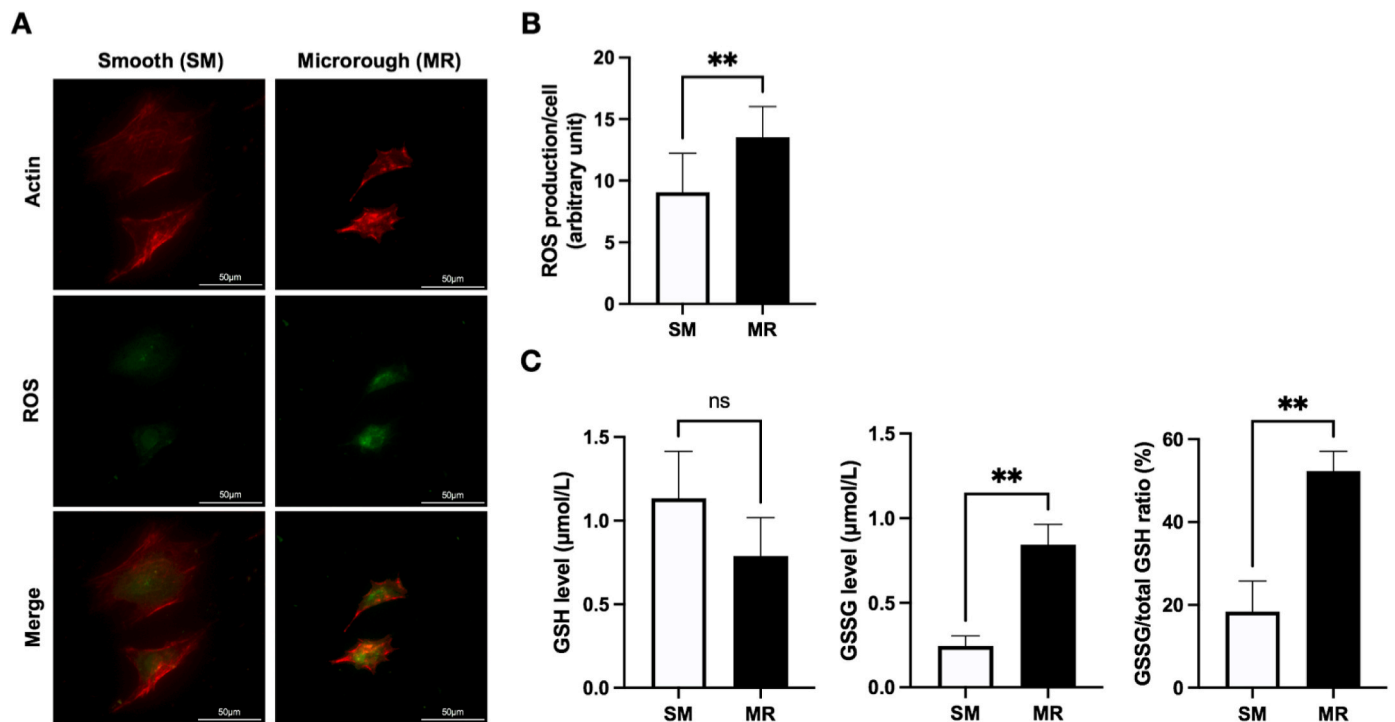 A
Smooth (SM)
Microrough (MR)
Actin
50µm
50µm
ROS
50µm
50µm
Merge
50µm
50µm
B
ROS production/cell
(arbitrary unit)
20
15
10
5
0
**
SM
MR
C
GSH level (µmol/L)
1.5
1.0
0.5
0.0
ns
SM
MR
GSSG level (µmol/L)
1.5
1.0
0.5
0.0
**
SM
MR
GSSG/total GSH ratio (%)
60
40
20
0
**
SM
MR